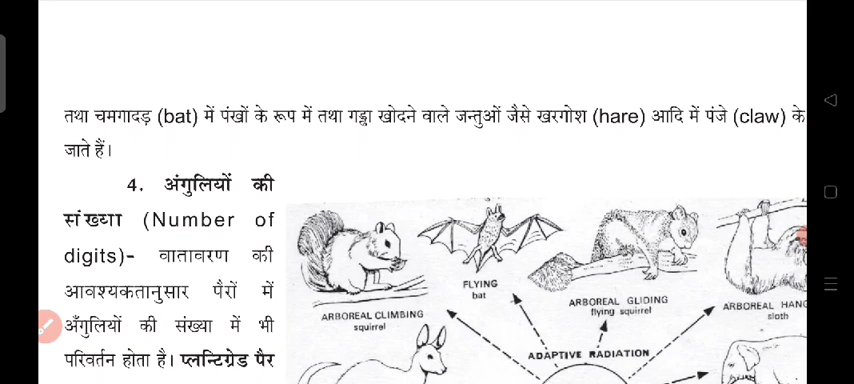 तथा चमगादड़ (bat) में पंखों के रूप में तथा गड्ढा खोदने वाले जन्तुओं जैसे खरगोश (hare) आदि में पंजे (claw) के
जाते हैं।
4. अंगुलियों की
संख्या (Number of
digits)- वातावरण की
आवश्यकतानुसार पैरों में
अँगुलियों की संख्या में भी
परिवर्तन होता है। प्लन्टिग्रेड पैर
ARBOREAL CLIMBING
squirrel
FLYING
bat
ARBOREAL GLIDING
flying squirrel
ARBOREAL HANG
sloth
ADAPTIVE RADIATION